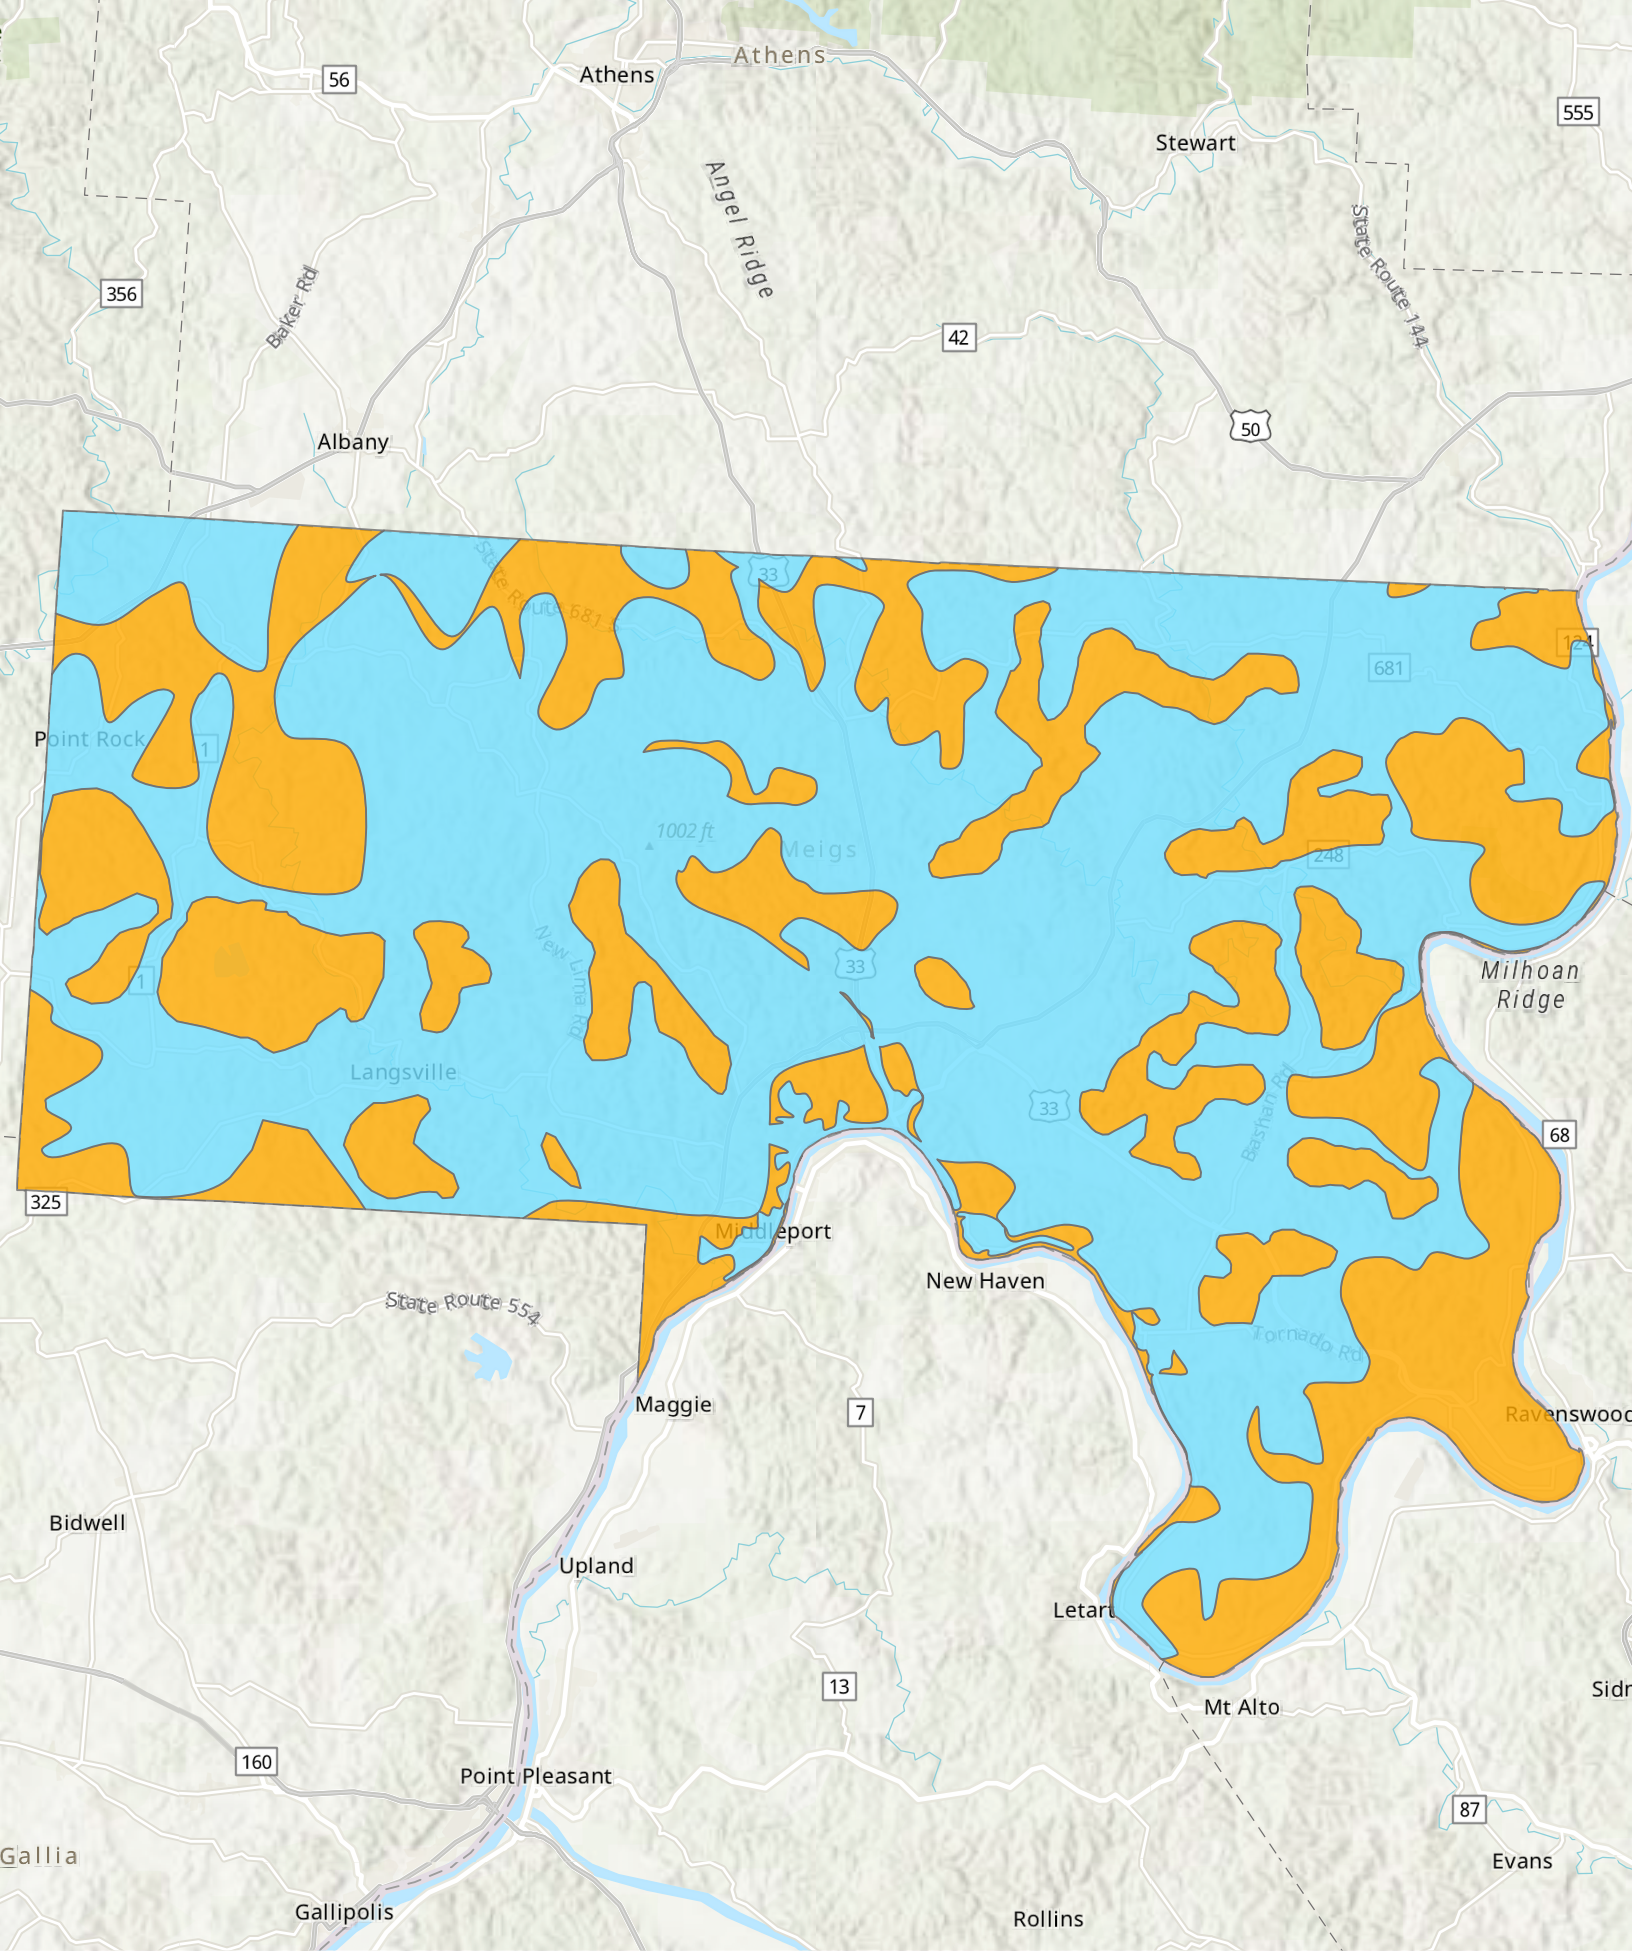 Athens
Athens
56
555
Stewart
Angel Ridge
State Route 144
356
Baker Rd
42
50
Albany
State Route 681 S
33
124
681
Point Rock
1
1002 ft
Meigs
248
New Lima Rd
33
1
Milhoan
Ridge
Langsville
33
Bashan Rd
68
325
Middleport
New Haven
State Route 554
Tornado Rd
Maggie
7
Ravenswood
Bidwell
Upland
Letart
13
Sidn
Mt Alto
160
Point Pleasant
87
Gallia
Evans
Gallipolis
Rollins